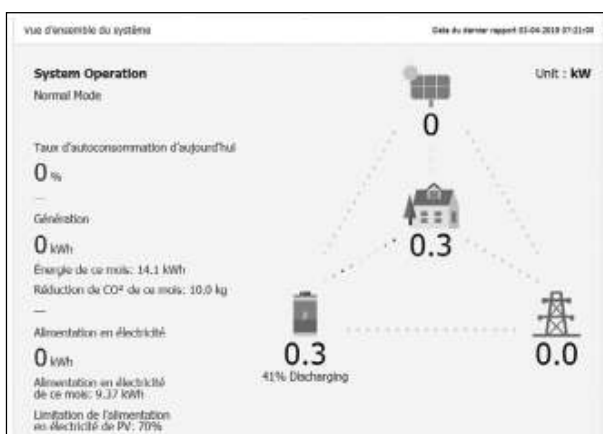 Vue d'ensemble du système
Date du dernier rapport 03-04-2019 07:21:00
System Operation
Unit : kW
Normal Mode
0
Taux d'autoconsommation d'aujourd'hui
0 %
Génération
0.3
0 kWh
Énergie de ce mois: 14.1 kWh
Réduction de CO² de ce mois: 10.0 kg
Alimentation en électricité
0 kWh
0.3
0.0
41% Discharging
Alimentation en électricité
de ce mois: 9.37 kWh
Limitation de l'alimentation
en électricité de PV: 70%